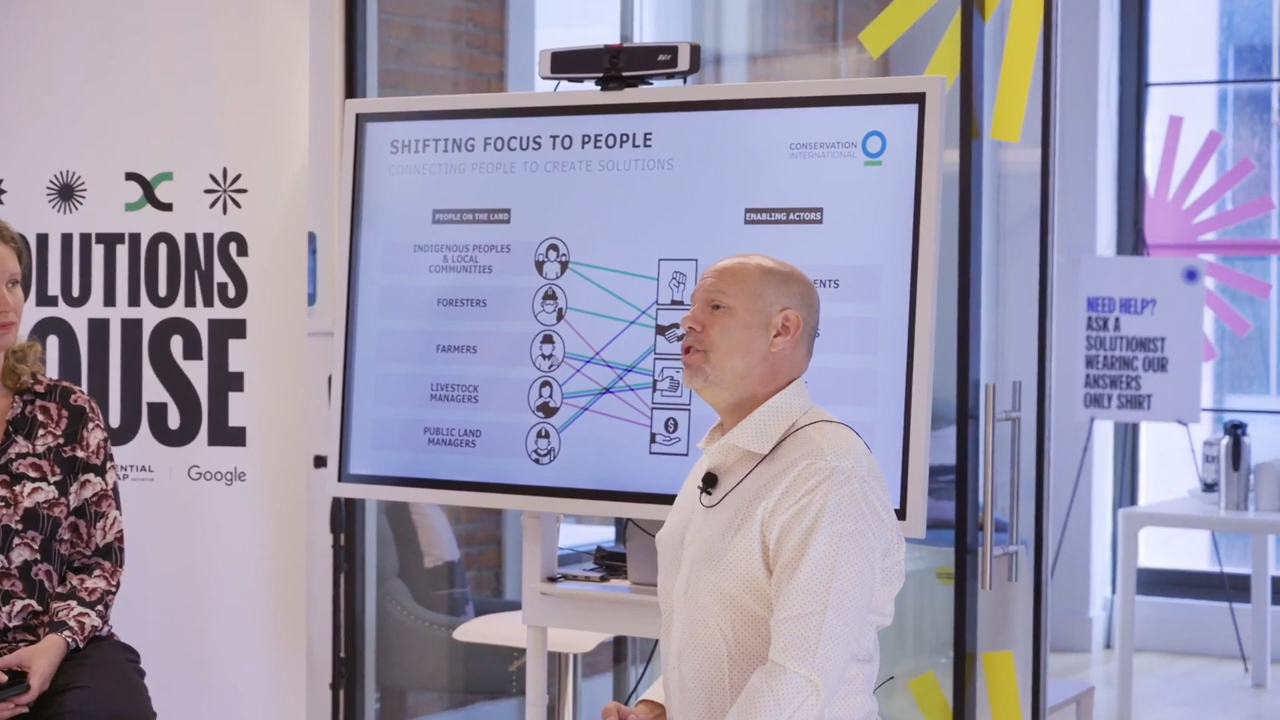 OLUTIONS
OUSE
ENTIAL
AP
Google
SHIFTING FOCUS TO PEOPLE
CONNECTING PEOPLE TO CREATE SOLUTIONS
CONSERVATION
INTERNATIONAL
PEOPLE ON THE LAND
ENABLING ACTORS
INDIGENOUS PEOPLES
& LOCAL
COMMUNITIES
FORESTERS
FARMERS
LIVESTOCK
MANAGERS
PUBLIC LAND
MANAGERS
ENTS
S
$
NEED HELP?
ASK A
SOLUTIONIST
WEARING OUR
ANSWERS
ONLY SHIRT